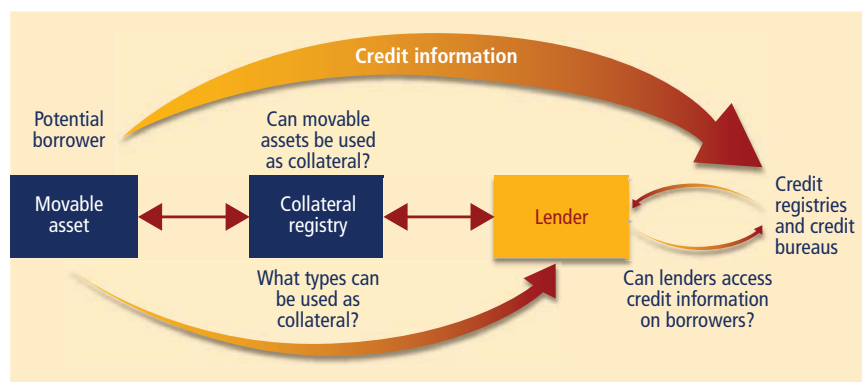 Credit information
Potential
borrower
Can movable
assets be used
as collateral?
Movable
asset
Collateral
registry
Lender
Credit
registries
and credit
bureaus
What types can
be used as
collateral?
Can lenders access
credit information
on borrowers?